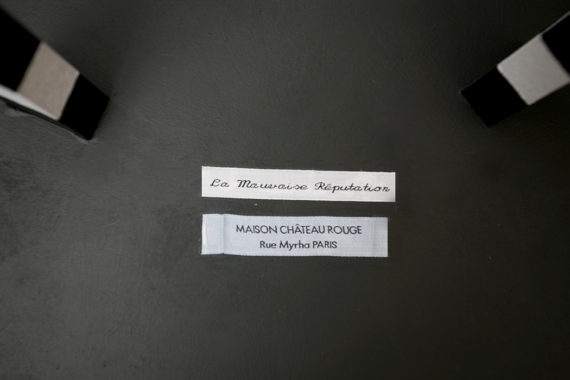 La Mauvaise Réputation
MAISON CHÂTEAU ROUGE
Rue Myrha PARIS